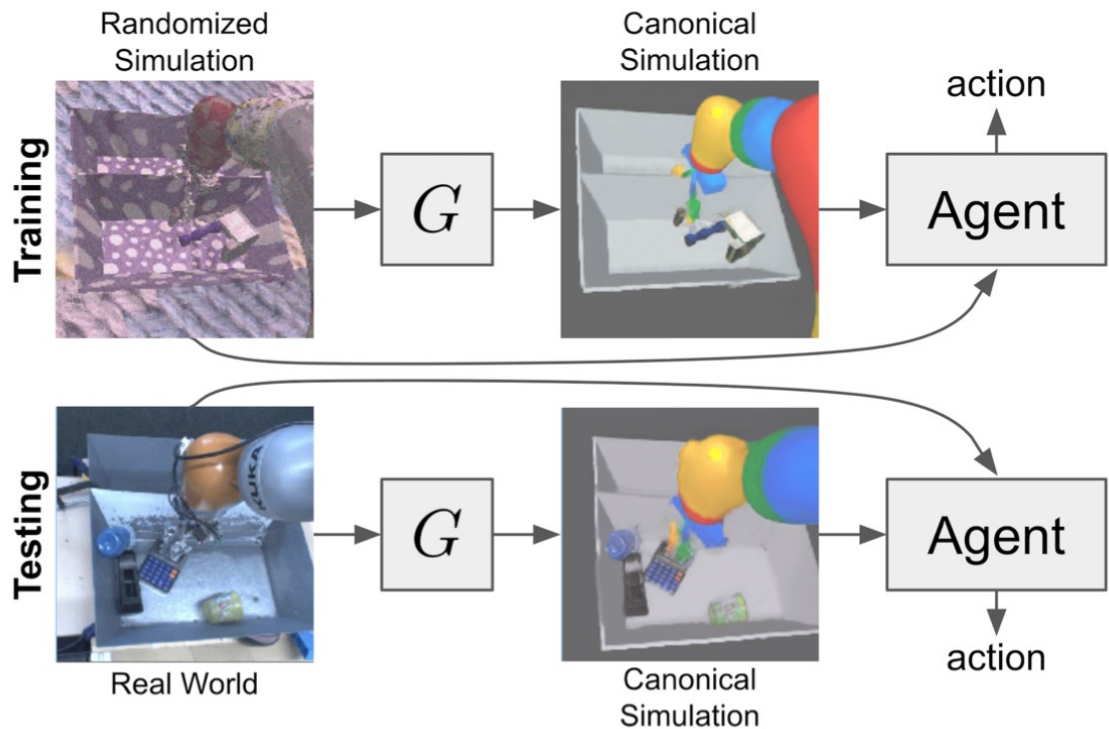 Randomized
Simulation
Canonical
Simulation
action
Training
G
Agent
Testing
KUKA
G
Agent
action
Real World
Canonical
Simulation